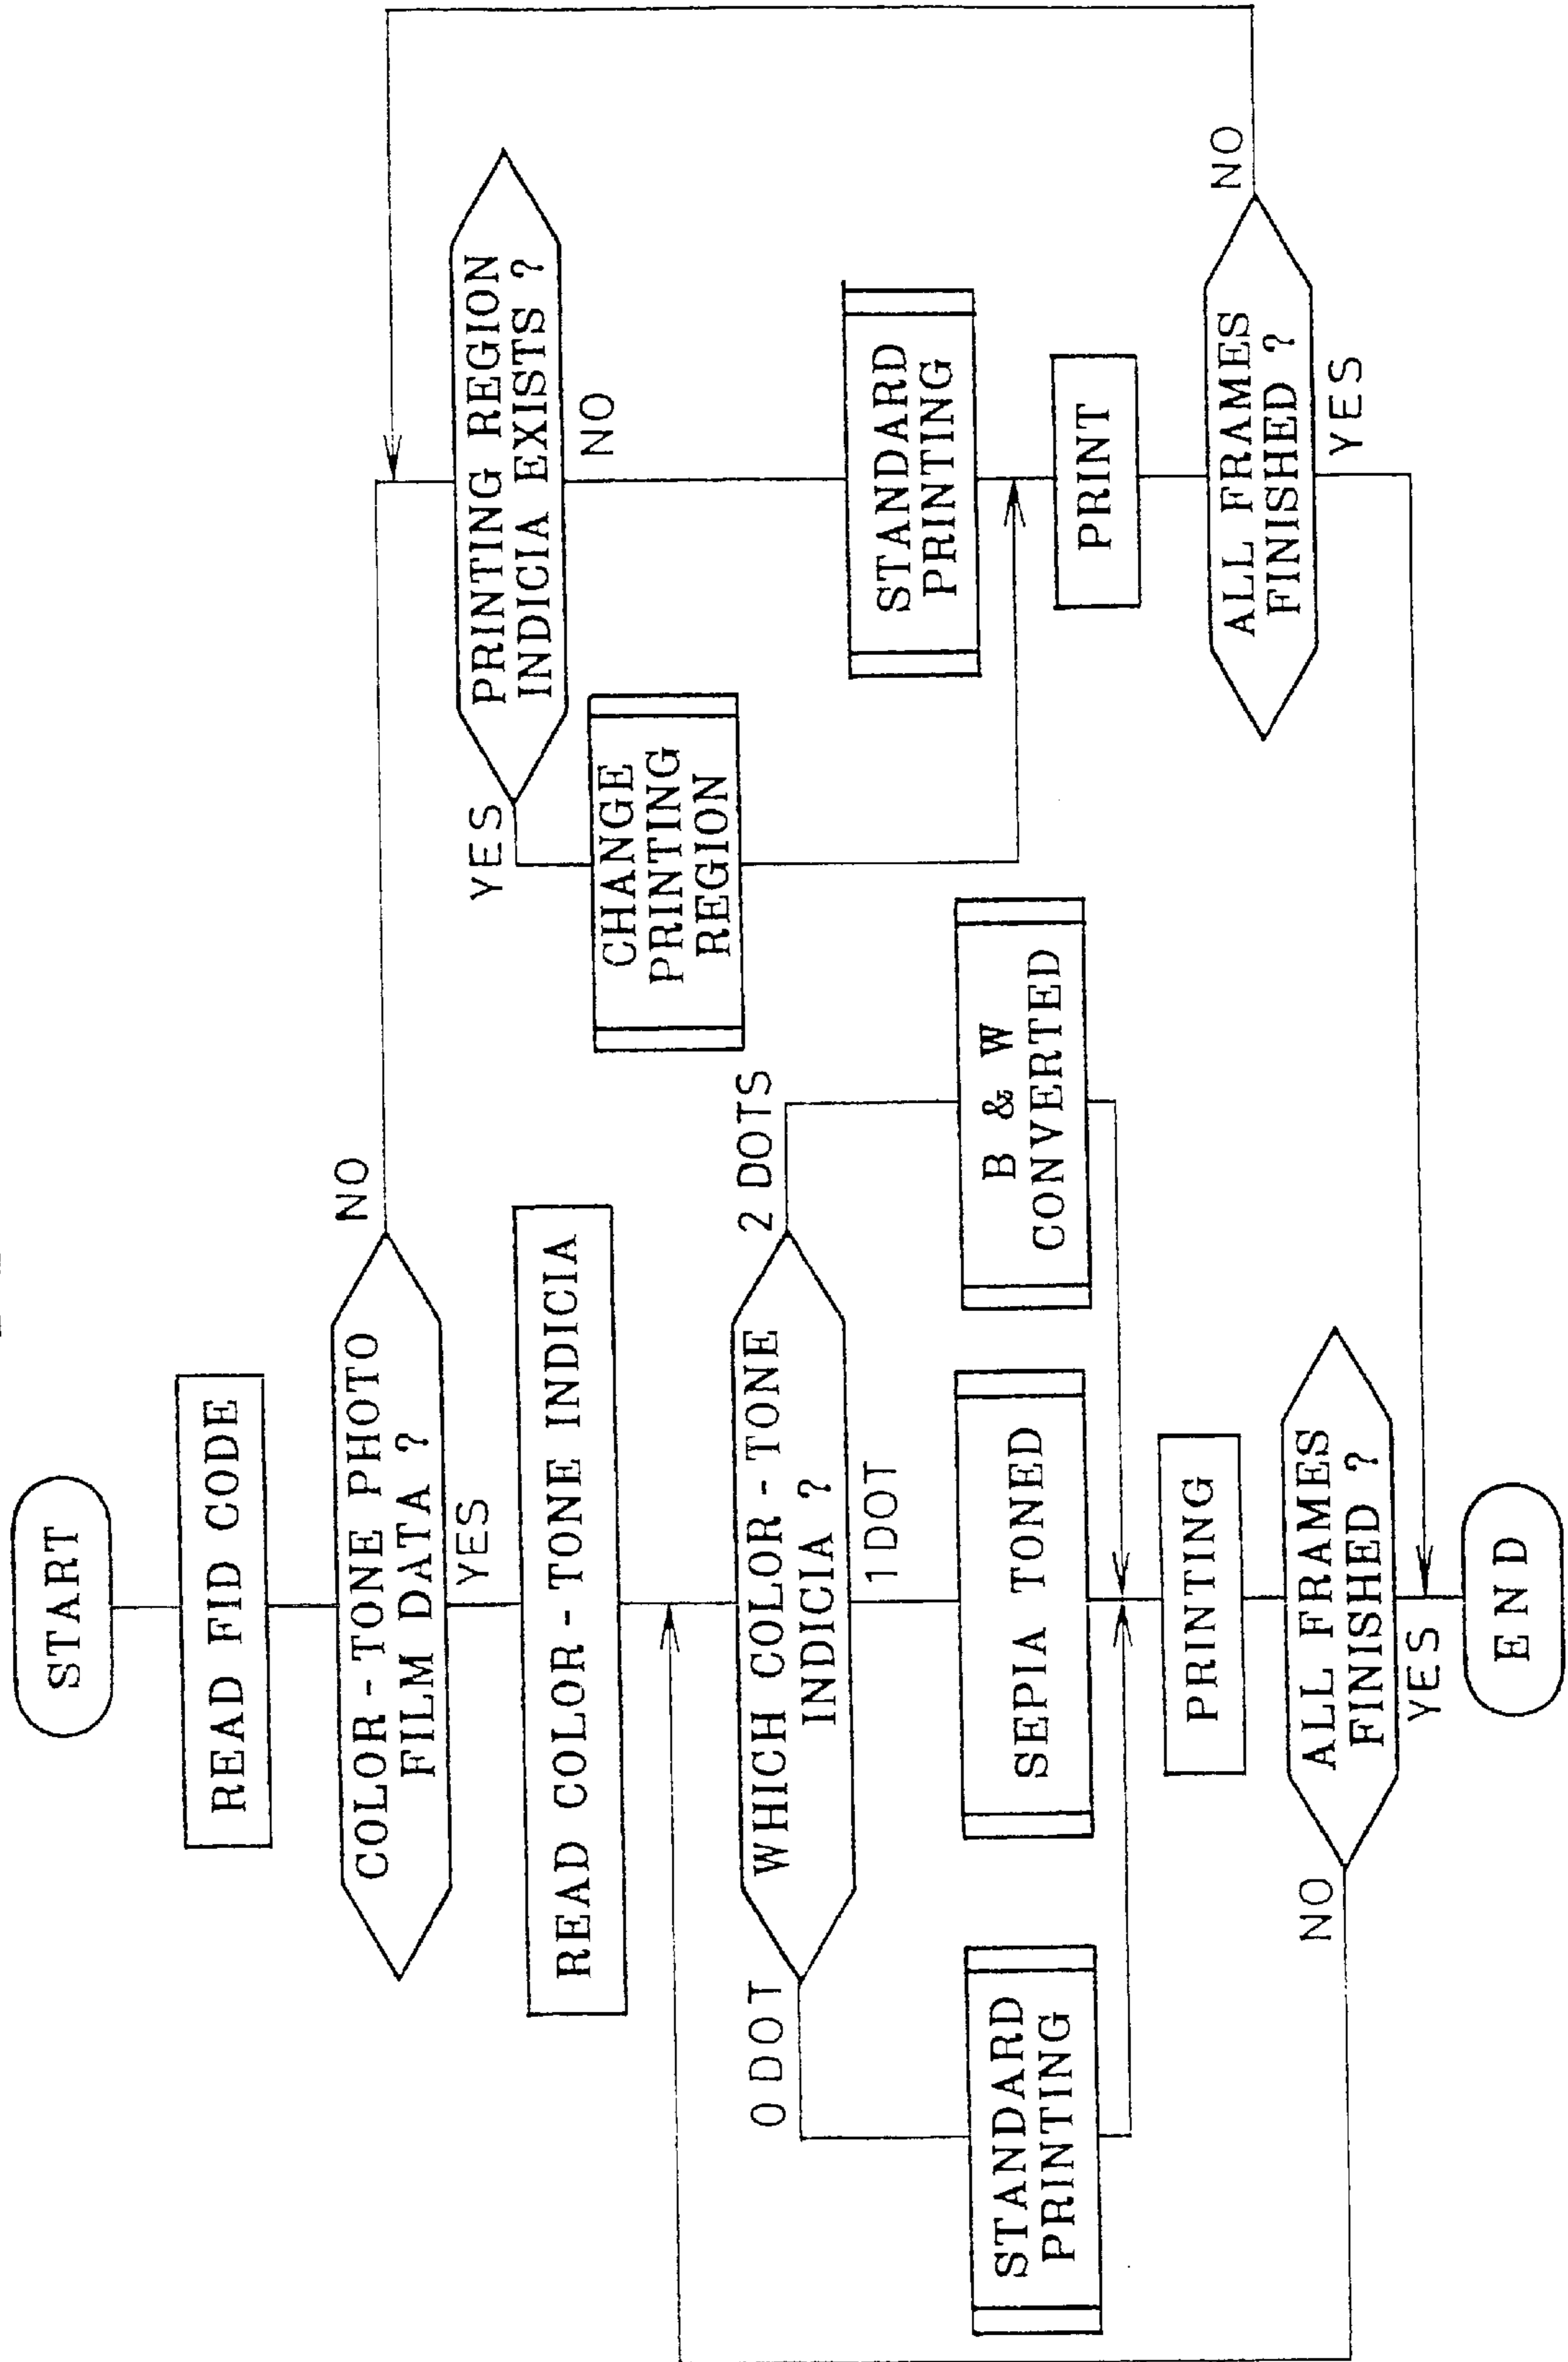 START
READ FID CODE
COLOR-TONE PHOTO
FILM DATA ?
NO
YES
READ COLOR-TONE INDICIA
WHICH COLOR-TONE
INDICIA ?
0 DOT
1 DOT
2 DOTS
STANDARD
PRINTING
SEPIA TONED
B & W
CONVERTED
PRINTING
ALL FRAMES
FINISHED ?
NO
YES
END
PRINTING REGION
INDICIA EXISTS ?
YES
NO
CHANGE
PRINTING
REGION
STANDARD
PRINTING
PRINT
ALL FRAMES
FINISHED ?
NO
YES